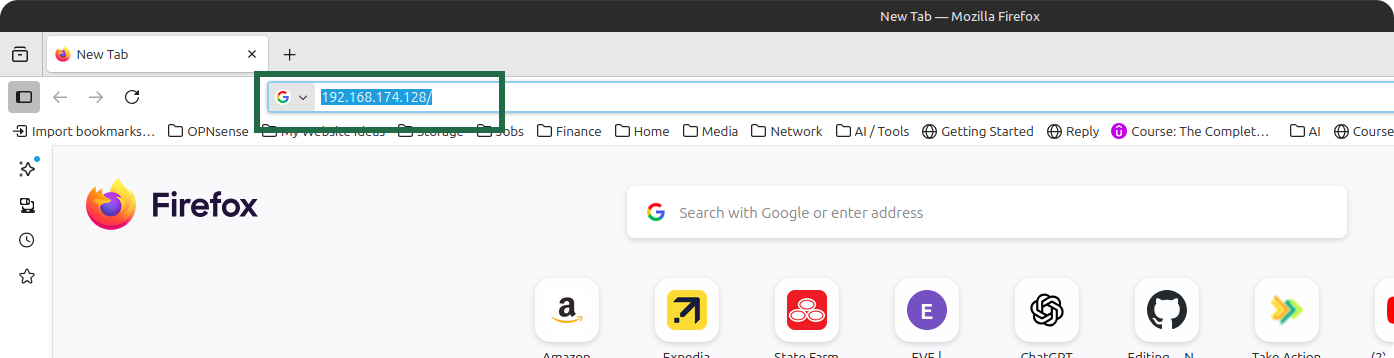 New Tab — Mozilla Firefox
New Tab
192.168.174.128/
Import bookmarks… OPNsense My Website Ideas Storage Jobs Finance Home Media Network AI / Tools Getting Started Reply Course: The Complet… AI Course
Firefox
Search with Google or enter address
a
E
Amazon Expedia State Farm EVE | ChatGPT Editing... N... Take Action (2)